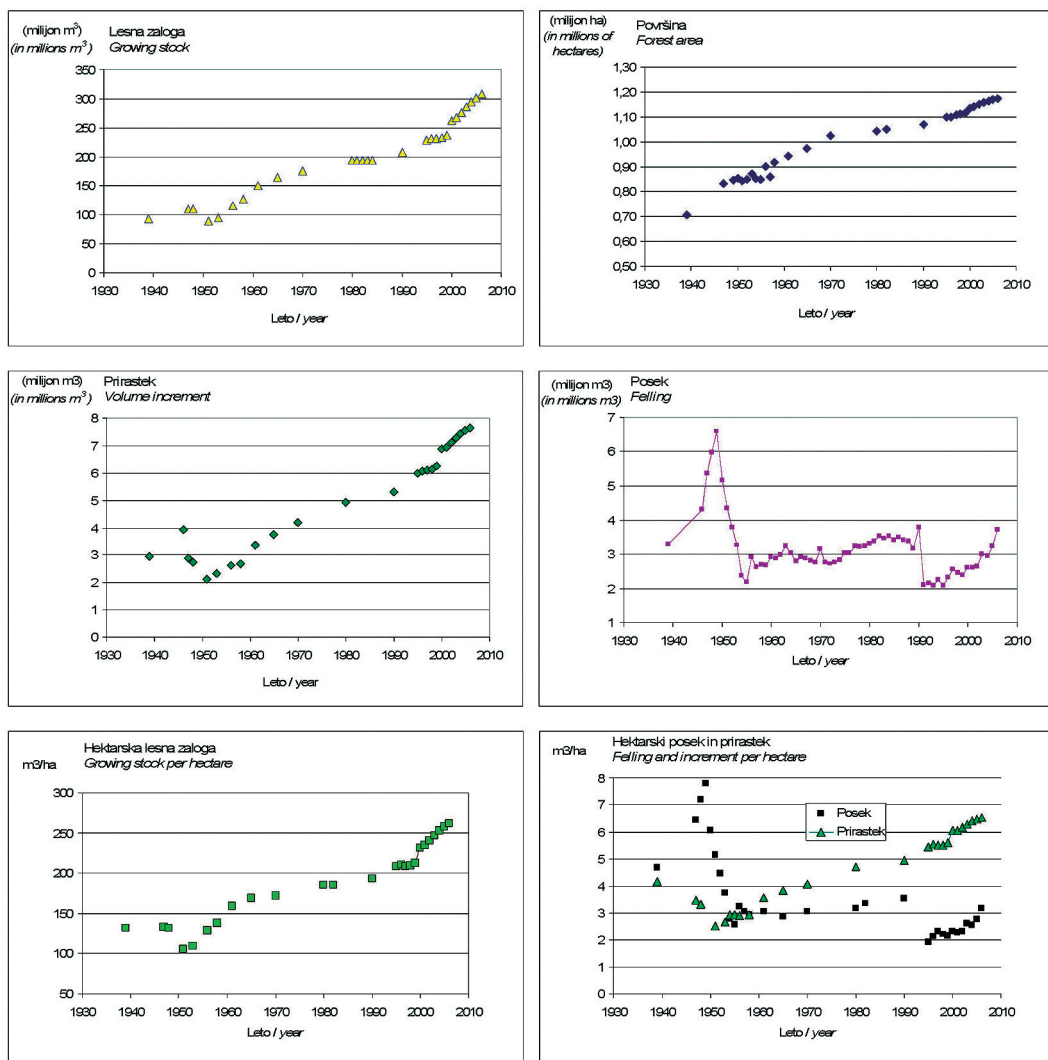 (milijon m³) Lesna zaloga
(in millions m³) Growing stock
350
300
250
200
150
100
50
0
1930 1940 1950 1960 1970 1980 1990 2000 2010
Leto / year
(milijon ha) Površina
(in millions of Forest area
hectares)
1,30
1,20
1,10
1,00
0,90
0,80
0,70
0,60
0,50
1930 1940 1950 1960 1970 1980 1990 2000 2010
Leto / year
(milijon m3) Prirastek
(in millions m³) Volume increment
8
7
6
5
4
3
2
1
0
1930 1940 1950 1960 1970 1980 1990 2000 2010
Leto / year
(milijon m3) Posek
(in millions m3) Felling
7
6
5
4
3
2
1
1930 1940 1950 1960 1970 1980 1990 2000 2010
Leto / year
Hektarska lesna zaloga
m3/ha Growing stock per hectare
300
250
200
150
100
50
1930 1940 1950 1960 1970 1980 1990 2000 2010
Leto / year
Hektarski posek in prirastek
m3/ha Felling and increment per hectare
8
7
6
5
4
3
2
1
0
Posek
Prirastek
1930 1940 1950 1960 1970 1980 1990 2000 2010
Leto / year